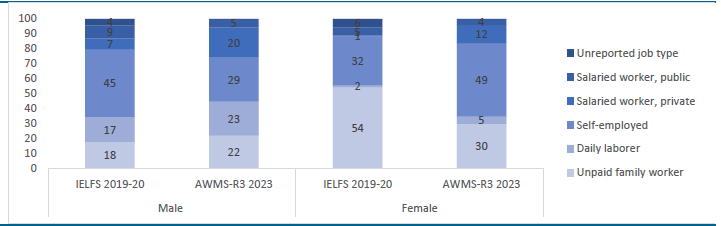 100
90
80
70
60
50
40
30
20
10
0
4
9
7
45
17
18
5
20
29
23
22
6
5
1
32
2
54
4
12
49
5
30
IELFS 2019-20
AWMS-R3 2023
IELFS 2019-20
AWMS-R3 2023
Male
Female
Unreported job type
Salaried worker, public
Salaried worker, private
Self-employed
Daily laborer
Unpaid family worker